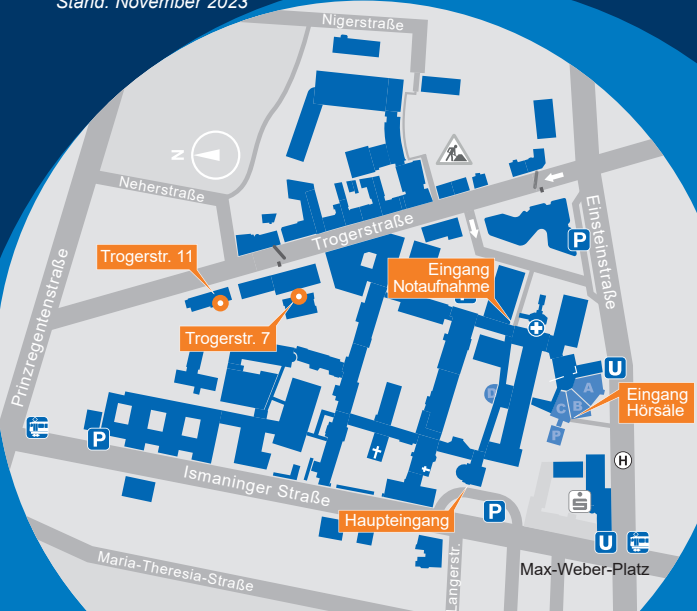 Stand: November 2023
Nigerstraße
N
Neherstraße
Trogerstraße
Einsteinstraße
Prinzregentenstraße
P
Trogerstr. 11
Eingang
Notaufnahme
Trogerstr. 7
U
D
A
B
C
P
Eingang
Hörsäle
P
Ismaninger Straße
H
Haupteingang
P
S
U
Max-Weber-Platz
Maria-Theresia-Straße
Langerstr.